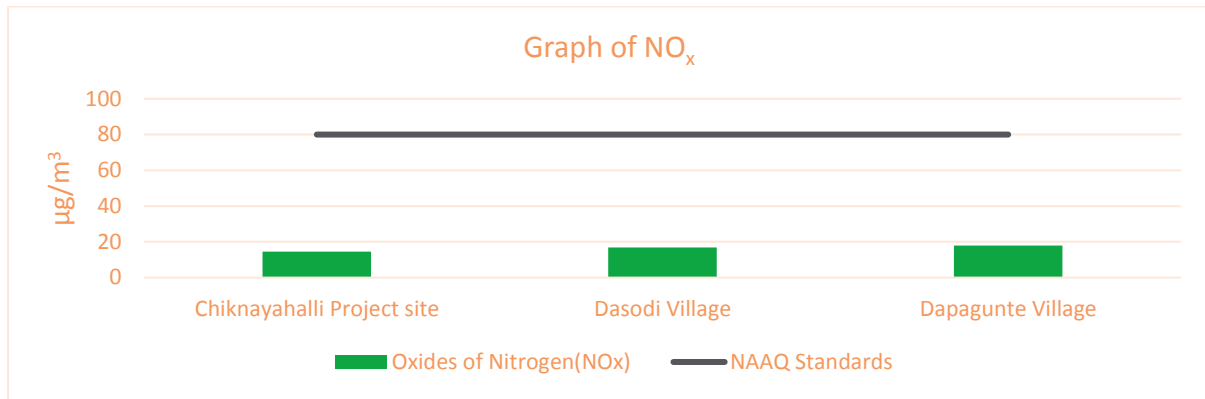 Graph of NOₓ
100
80
60
40
20
0
µg/m³
Chiknayahalli Project site
Dasodi Village
Dapagunte Village
Oxides of Nitrogen(NOx)
NAAQ Standards